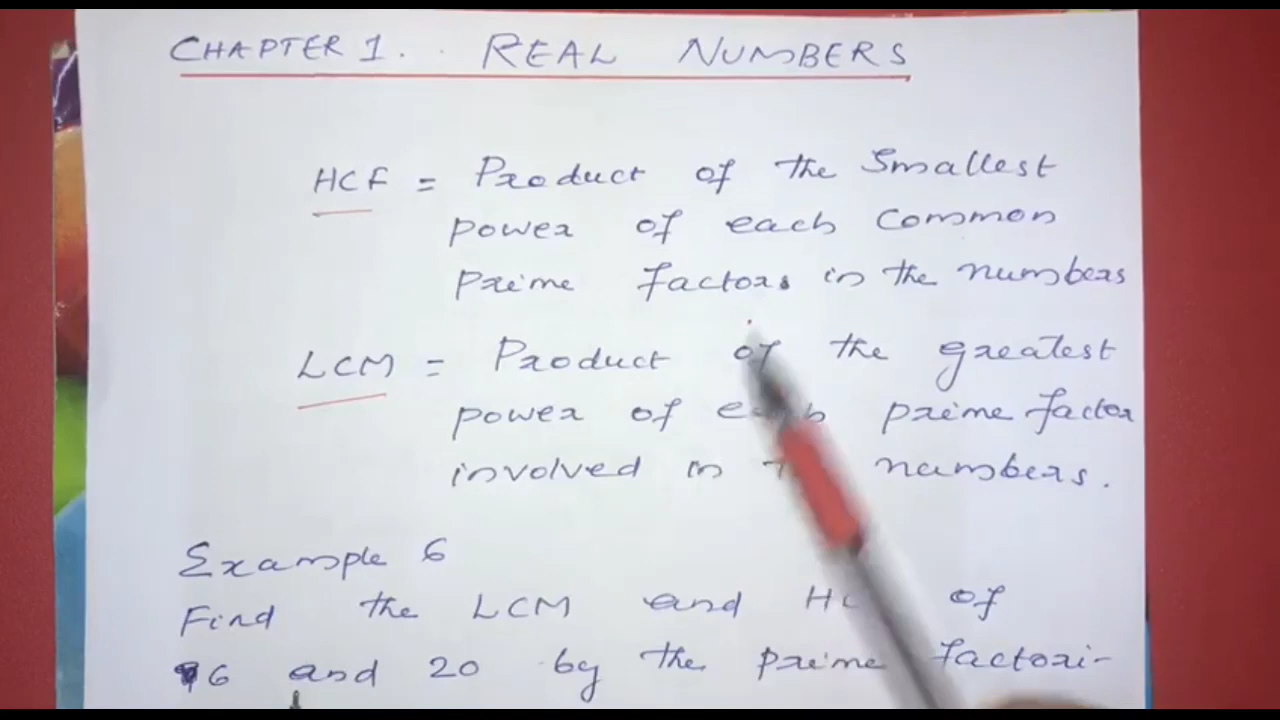 CHAPTER 1. REAL NUMBERS
HCF = Product of the Smallest
power of each Common
prime factors in the numbers
LCM = Product of the greatest
power of each prime factor
involved in numbers.
Example 6
Find the LCM and of
and 20 by the prime factori-